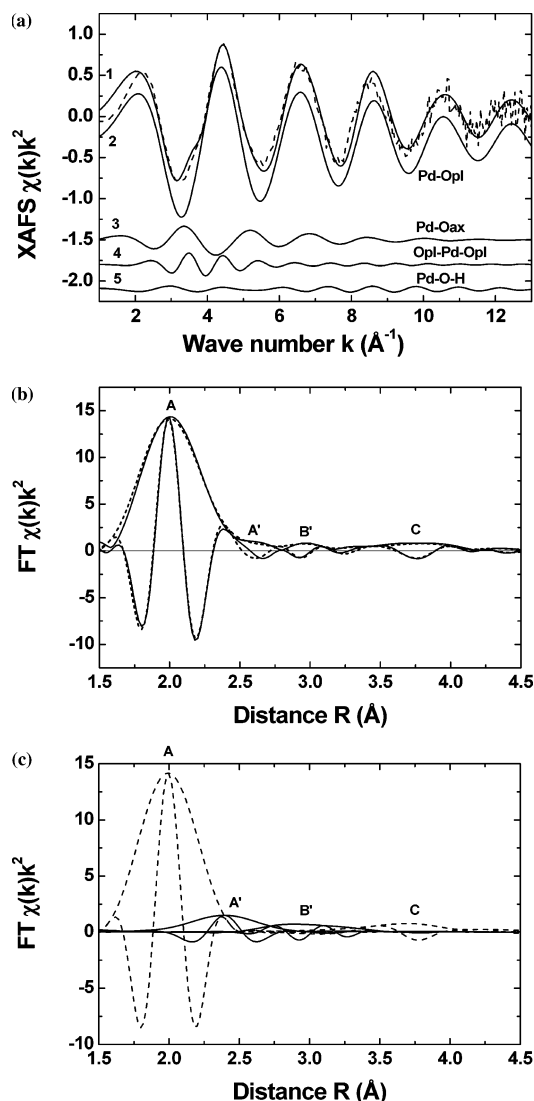 (a)
1.0
0.5
0.0
-0.5
-1.0
-1.5
-2.0
XAFS χ(k)k²
1
2
3
4
5
Pd-Opl
Pd-Oax
Opl-Pd-Opl
Pd-O-H
2 4 6 8 10 12
Wave number k (Å⁻¹)
(b)
15
10
5
0
-5
-10
FT χ(k)k²
A
A'
B'
C
1.5 2.0 2.5 3.0 3.5 4.0 4.5
Distance R (Å)
(c)
15
10
5
0
-5
-10
FT χ(k)k²
A
A'
B'
C
1.5 2.0 2.5 3.0 3.5 4.0 4.5
Distance R (Å)